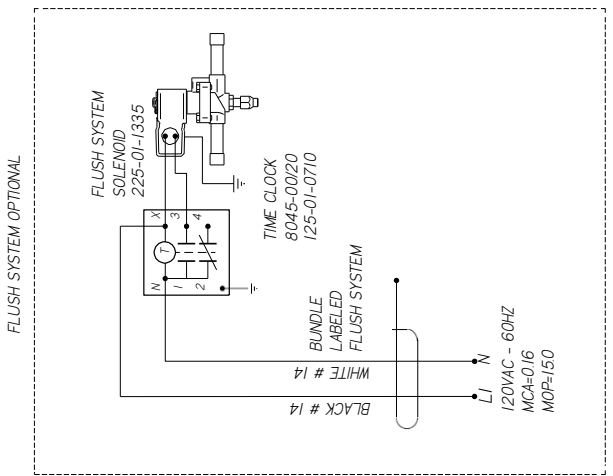 FLUSH SYSTEM OPTIONAL
FLUSH SYSTEM
SOLENOID
225-01-1335
TIME CLOCK
8045-00/20
125-01-0710
X
3
4
T
N
1
2
BUNDLE
LABELED
FLUSH SYSTEM
WHITE # 14
BLACK # 14
N
L1
120VAC - 60HZ
MCA=0.16
MOP=15.0